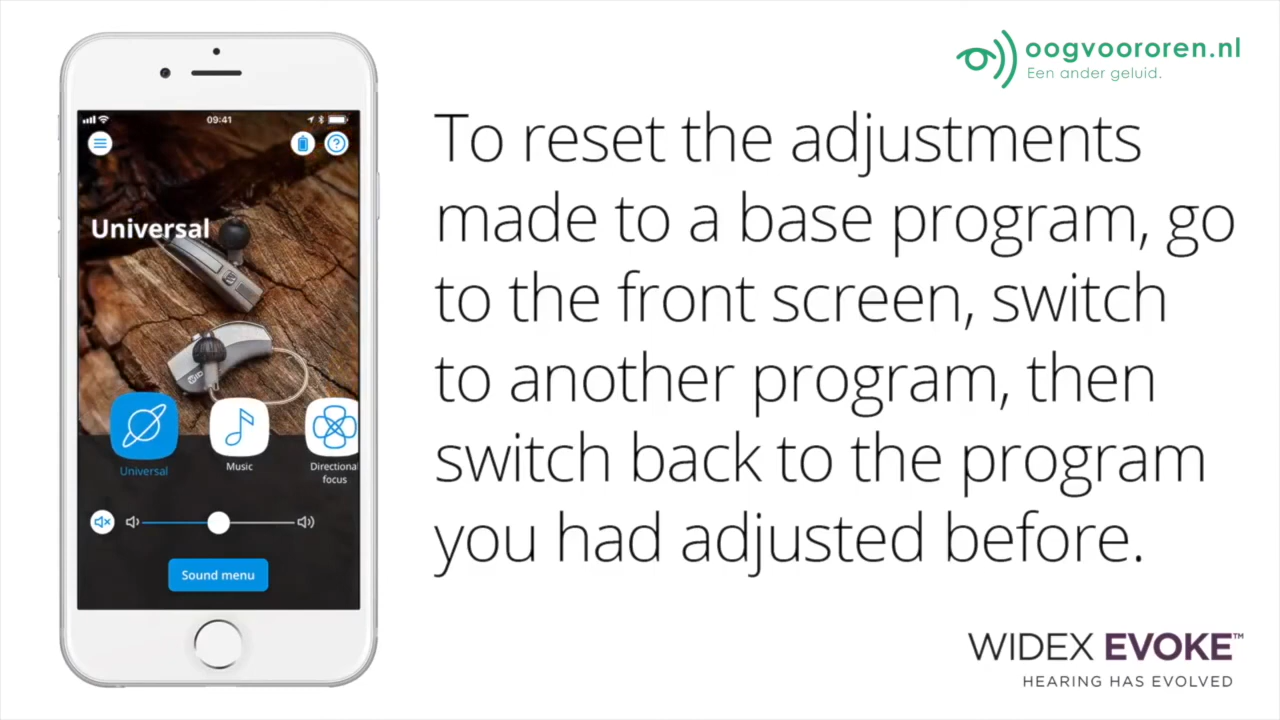 oogvoororen.nl
Een ander geluid.
09:41
Universal
Universal
Music
Directional
focus
Sound menu
To reset the adjustments
made to a base program, go
to the front screen, switch
to another program, then
switch back to the program
you had adjusted before.
WIDEX EVOKE™
HEARING HAS EVOLVED